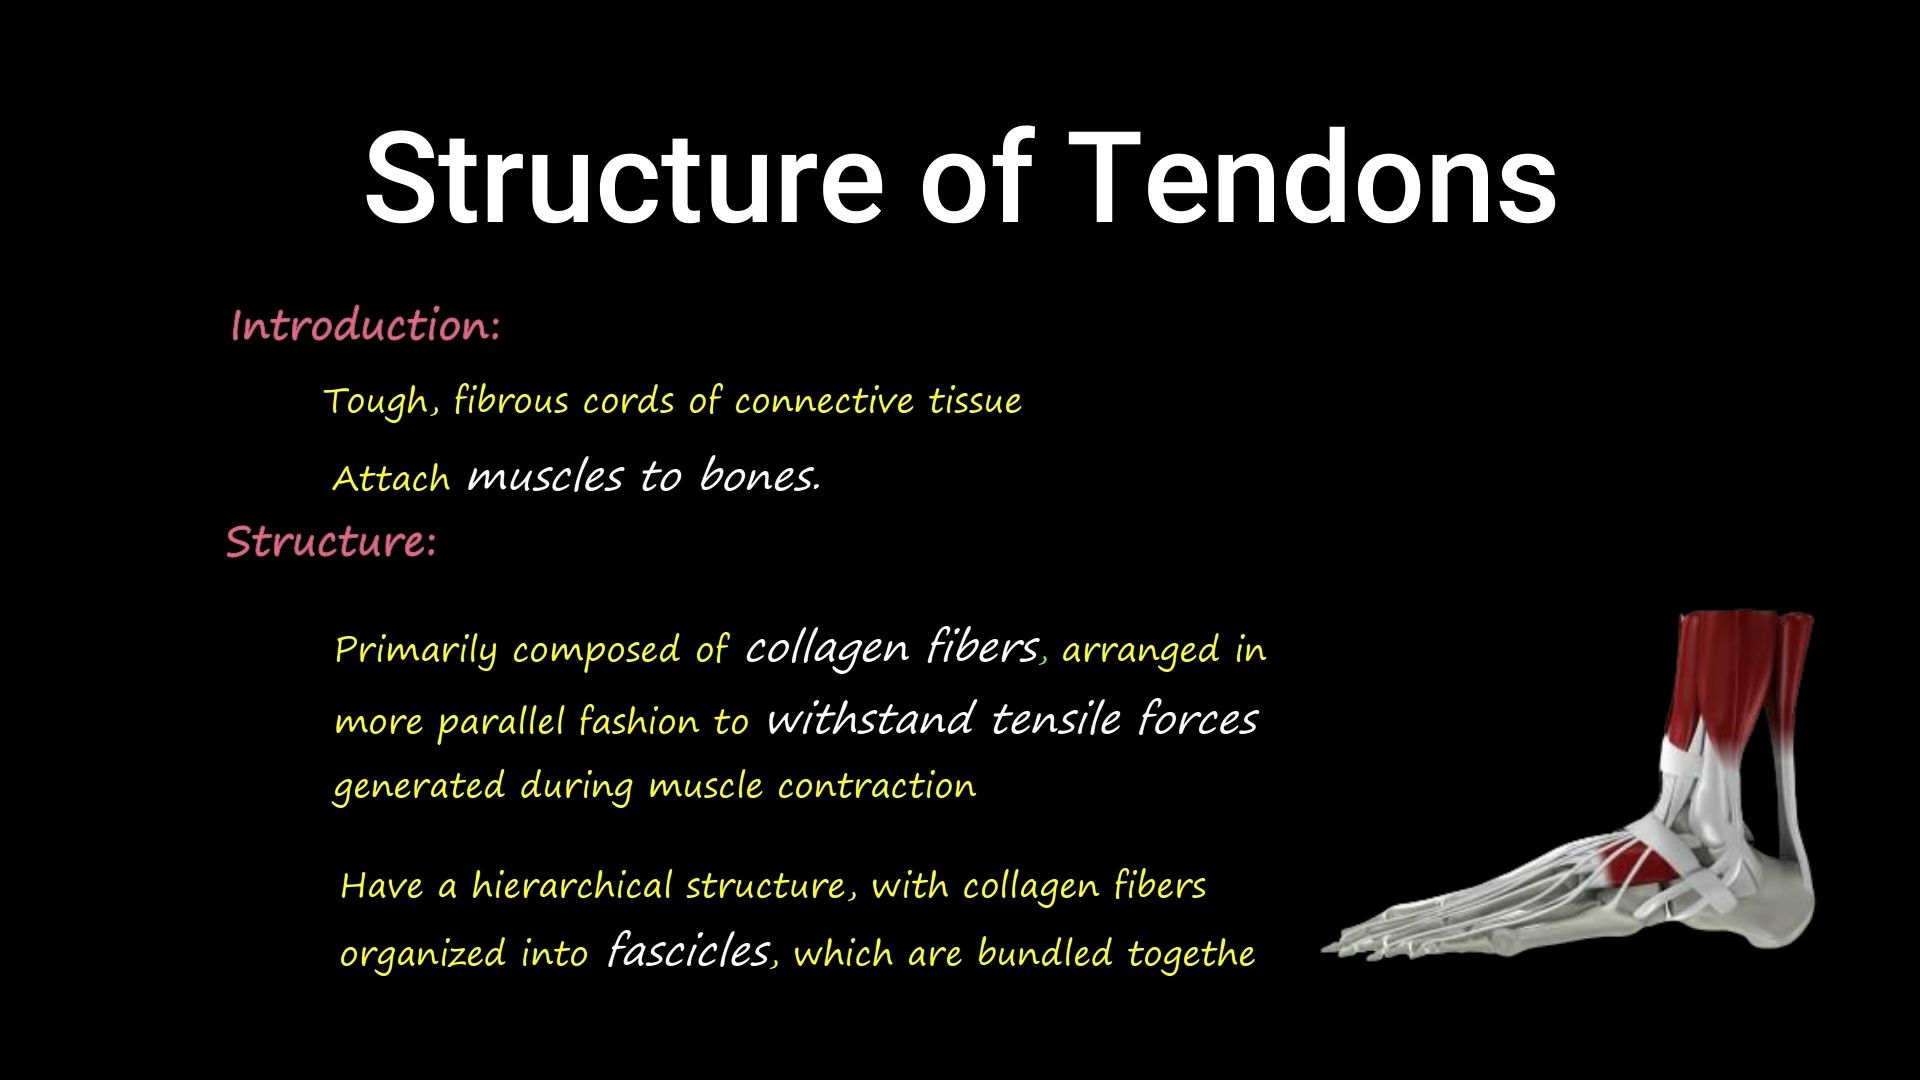 Structure of Tendons
Introduction:
Tough, fibrous cords of connective tissue
Attach muscles to bones.
Structure:
Primarily composed of collagen fibers, arranged in
more parallel fashion to withstand tensile forces
generated during muscle contraction
Have a hierarchical structure, with collagen fibers
organized into fascicles, which are bundled togethe